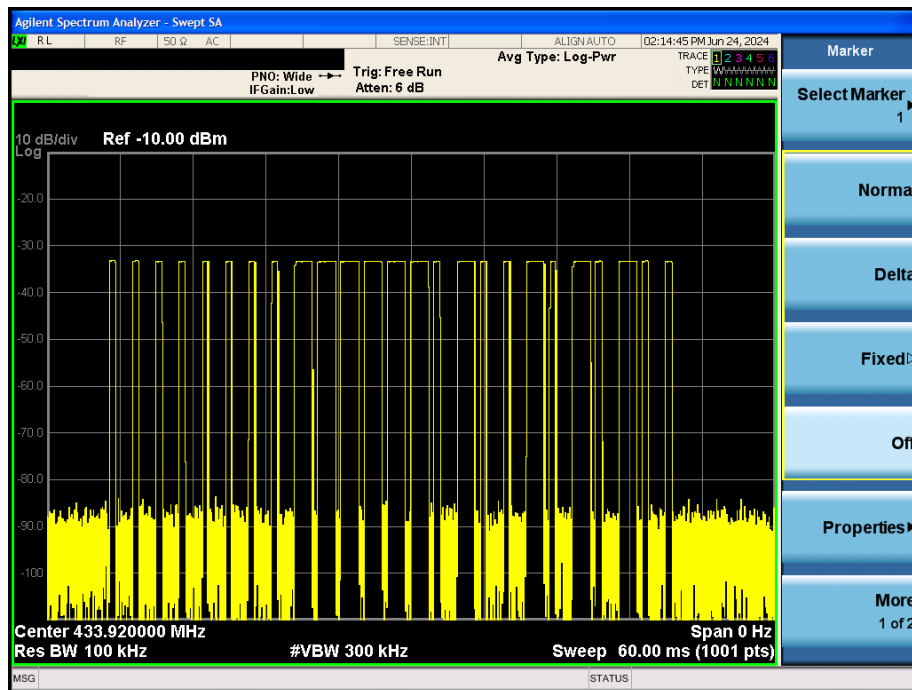 Agilent Spectrum Analyzer - Swept SA
LXI RL RF 50 Ω AC SENSE:INT ALIGN AUTO 02:14:45 PM Jun 24, 2024
Marker
PNO: Wide
IFGain:Low
Trig: Free Run
Atten: 6 dB
Avg Type: Log-Pwr
TRACE 1 2 3 4 5 6
TYPE
DET N N N N N N
Select Marker
1
10 dB/div
Log
Ref -10.00 dBm
Norma
-20.0
-30.0
Delta
-40.0
-50.0
Fixed
-60.0
-70.0
Off
-80.0
-90.0
Properties
-100
More
1 of 2
Center 433.920000 MHz
Span 0 Hz
Res BW 100 kHz
#VBW 300 kHz
Sweep 60.00 ms (1001 pts)
MSG
STATUS